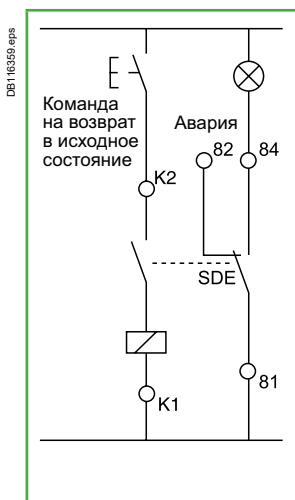 DB116359.eps
Команда
на возврат
в исходное
состояние
Авария
82
84
K2
SDE
81
K1